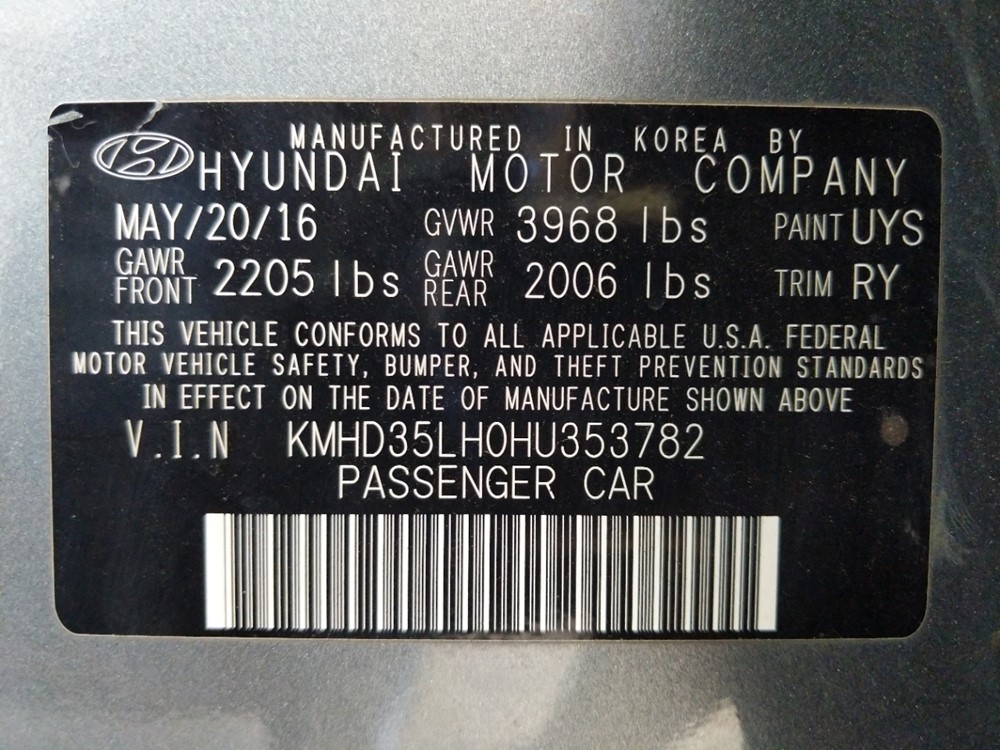 MANUFACTURED IN KOREA BY
HYUNDAI MOTOR COMPANY
MAY/20/16 GVWR 3968 lbs PAINT UYS
GAWR FRONT 2205 lbs GAWR REAR 2006 lbs TRIM RY
THIS VEHICLE CONFORMS TO ALL APPLICABLE U.S.A. FEDERAL
MOTOR VEHICLE SAFETY, BUMPER, AND THEFT PREVENTION STANDARDS
IN EFFECT ON THE DATE OF MANUFACTURE SHOWN ABOVE
V.I.N KMHD35LH0HU353782
PASSENGER CAR